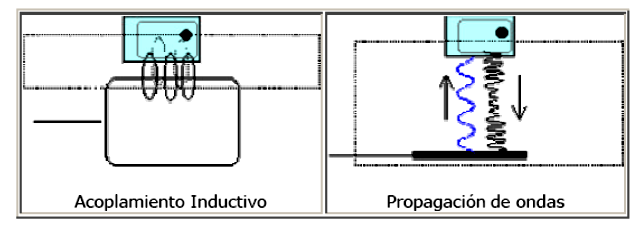 Acoplamiento Inductivo
Propagación de ondas